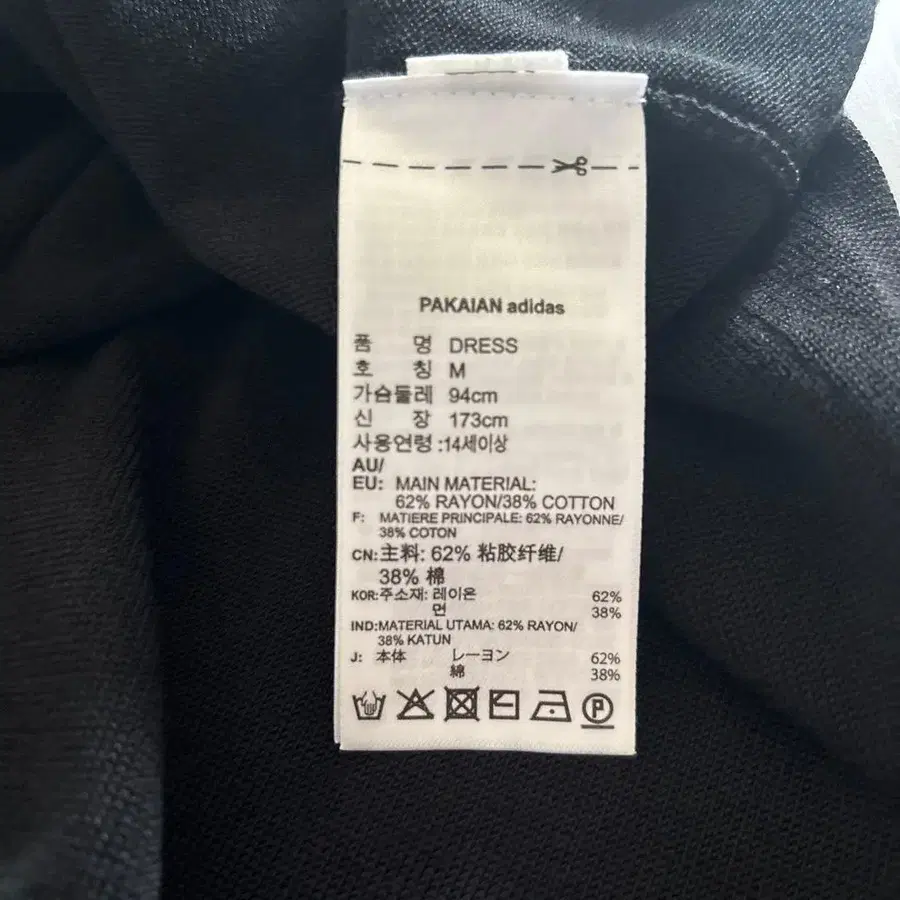 PAKAIAN adidas
품 명 DRESS
호 칭 M
가슴둘레 94cm
신 장 173cm
사용연령 :14세이상
AU/
EU: MAIN MATERIAL:
62% RAYON/38% COTTON
F: MATIERE PRINCIPALE: 62% RAYONNE/
38% COTON
CN:主料: 62% 粘胶纤维/
38% 棉
KOR:주소재: 레이온 62%
면 38%
IND:MATERIAL UTAMA: 62% RAYON/
38% KATUN
J: 本体 レーヨン 62%
綿 38%
P